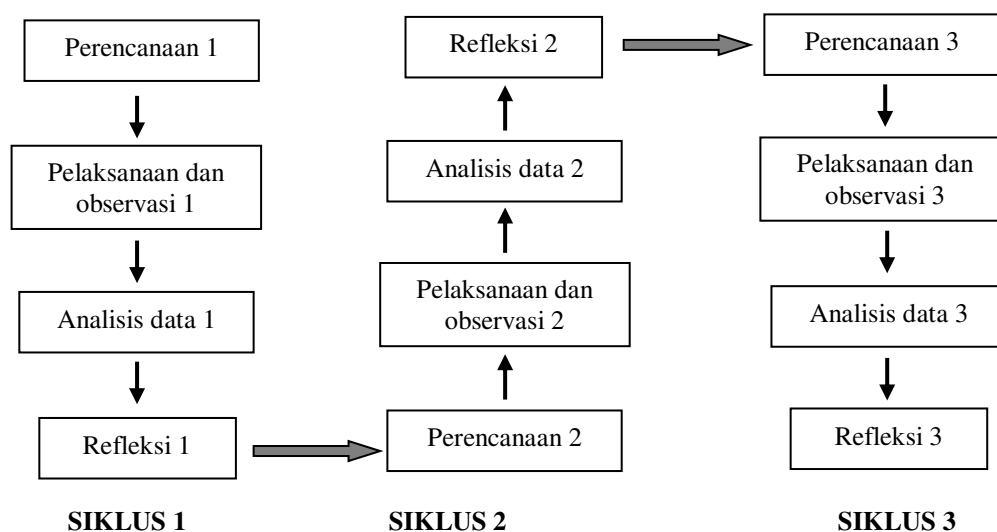 Perencanaan 1
Pelaksanaan dan
observasi 1
Analisis data 1
Refleksi 1
SIKLUS 1
Refleksi 2
Analisis data 2
Pelaksanaan dan
observasi 2
Perencanaan 2
SIKLUS 2
Perencanaan 3
Pelaksanaan dan
observasi 3
Analisis data 3
Refleksi 3
SIKLUS 3